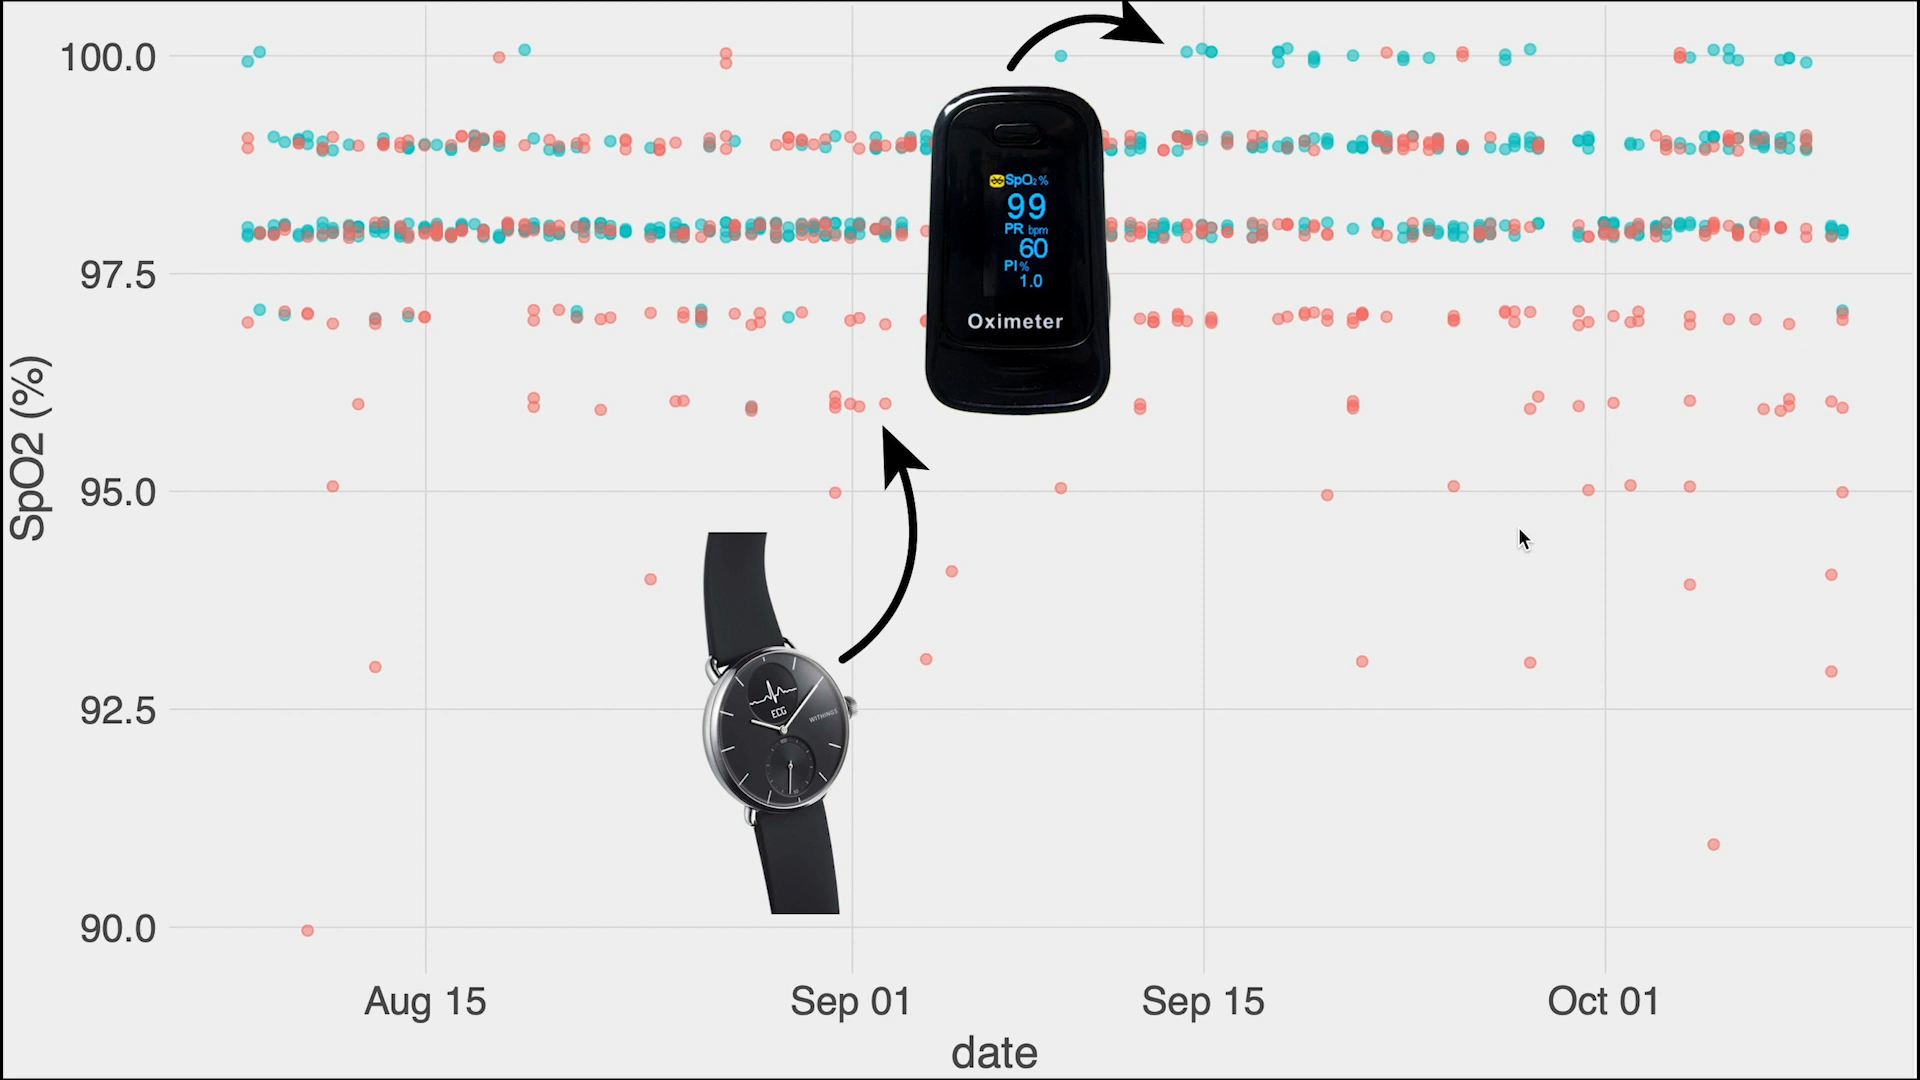 100.0
97.5
95.0
92.5
90.0
SpO2 (%)
Aug 15
Sep 01
Sep 15
Oct 01
date
SpO₂%
99
PR bpm
60
PI%
1.0
Oximeter
ECG
WITHINGS